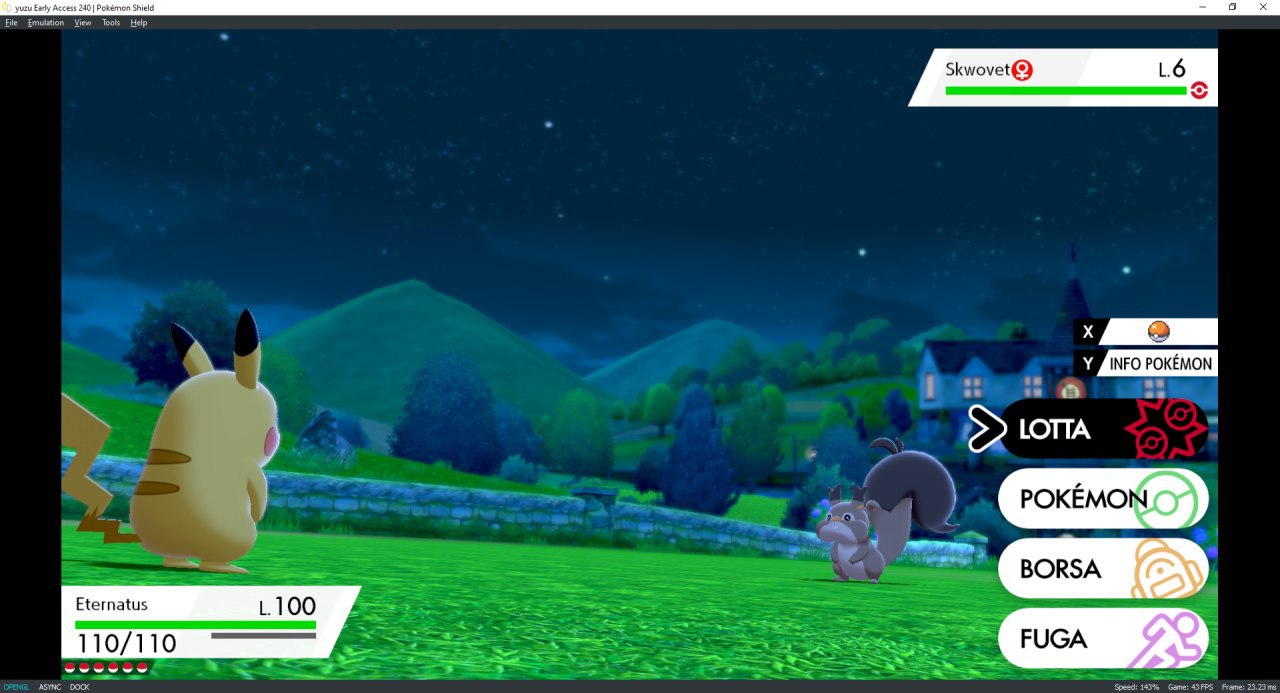 yuzu Early Access 240 | Pokémon Shield
File Emulation View Tools Help
Skwovet L.6
X
Y INFO POKÉMON
LOTTA
POKÉMON
BORSA
FUGA
Eternatus L.100
110/110
OPENGL ASYNC DOCK Speed: 143% Game: 43 FPS Frame: 23.23 ms